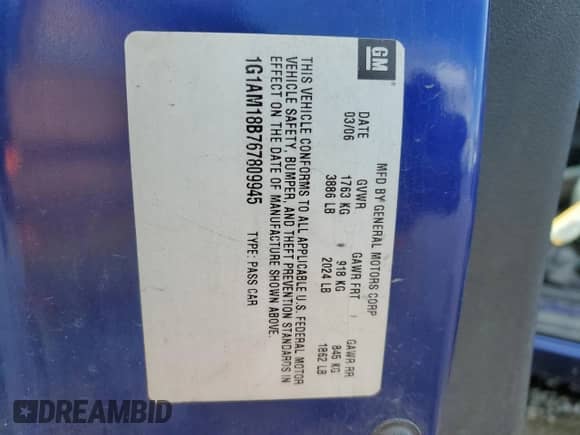 GM
®
MFD BY GENERAL MOTORS CORP
DATE GVWR GAWR FRT GAWR RR
03/06 1763 KG 918 KG 845 KG
3886 LB 2024 LB 1862 LB
THIS VEHICLE CONFORMS TO ALL APPLICABLE U.S. FEDERAL MOTOR
VEHICLE SAFETY, BUMPER, AND THEFT PREVENTION STANDARDS IN
EFFECT ON THE DATE OF MANUFACTURE SHOWN ABOVE.
1G1AM18B767809945 TYPE: PASS CAR
DREAMBID